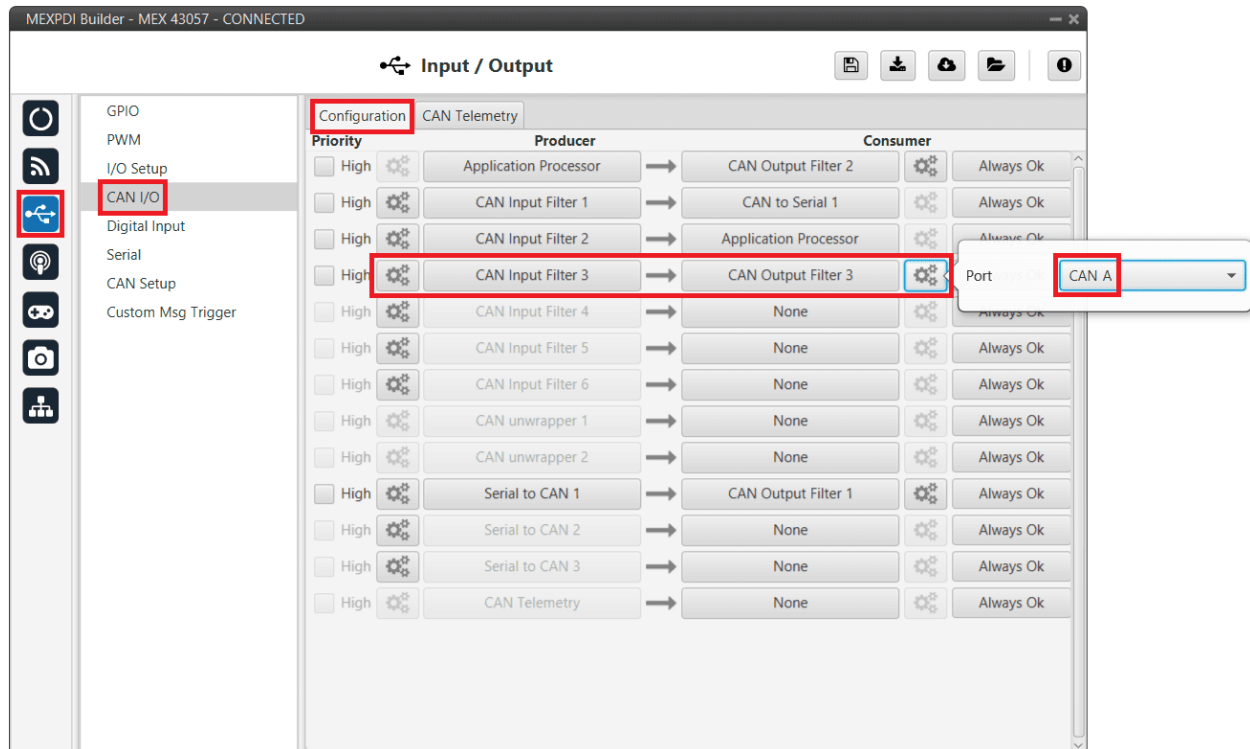 MEXPDI Builder - MEX 43057 - CONNECTED
Input / Output
GPIO
PWM
I/O Setup
CAN I/O
Digital Input
Serial
CAN Setup
Custom Msg Trigger
Configuration CAN Telemetry
Priority Producer Consumer
High Application Processor CAN Output Filter 2 Always Ok
High CAN Input Filter 1 CAN to Serial 1 Always Ok
High CAN Input Filter 2 Application Processor Always Ok
High CAN Input Filter 3 CAN Output Filter 3 Port CAN A
High CAN Input Filter 4 None Always Ok
High CAN Input Filter 5 None Always Ok
High CAN Input Filter 6 None Always Ok
High CAN unwrapper 1 None Always Ok
High CAN unwrapper 2 None Always Ok
High Serial to CAN 1 CAN Output Filter 1 Always Ok
High Serial to CAN 2 None Always Ok
High Serial to CAN 3 None Always Ok
High CAN Telemetry None Always Ok